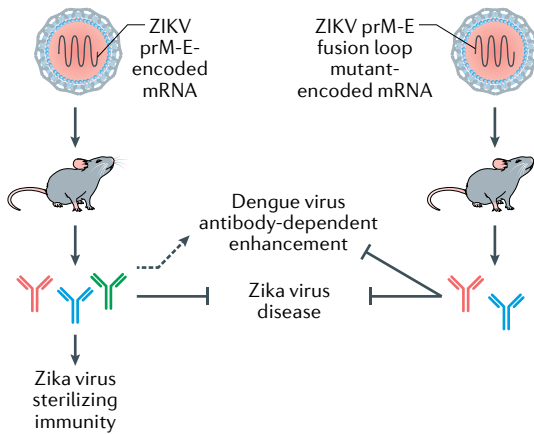 ZIKV
prM-E-
encoded
mRNA
ZIKV prM-E
fusion loop
mutant-
encoded mRNA
Dengue virus
antibody-dependent
enhancement
Zika virus
disease
Zika virus
sterilizing
immunity